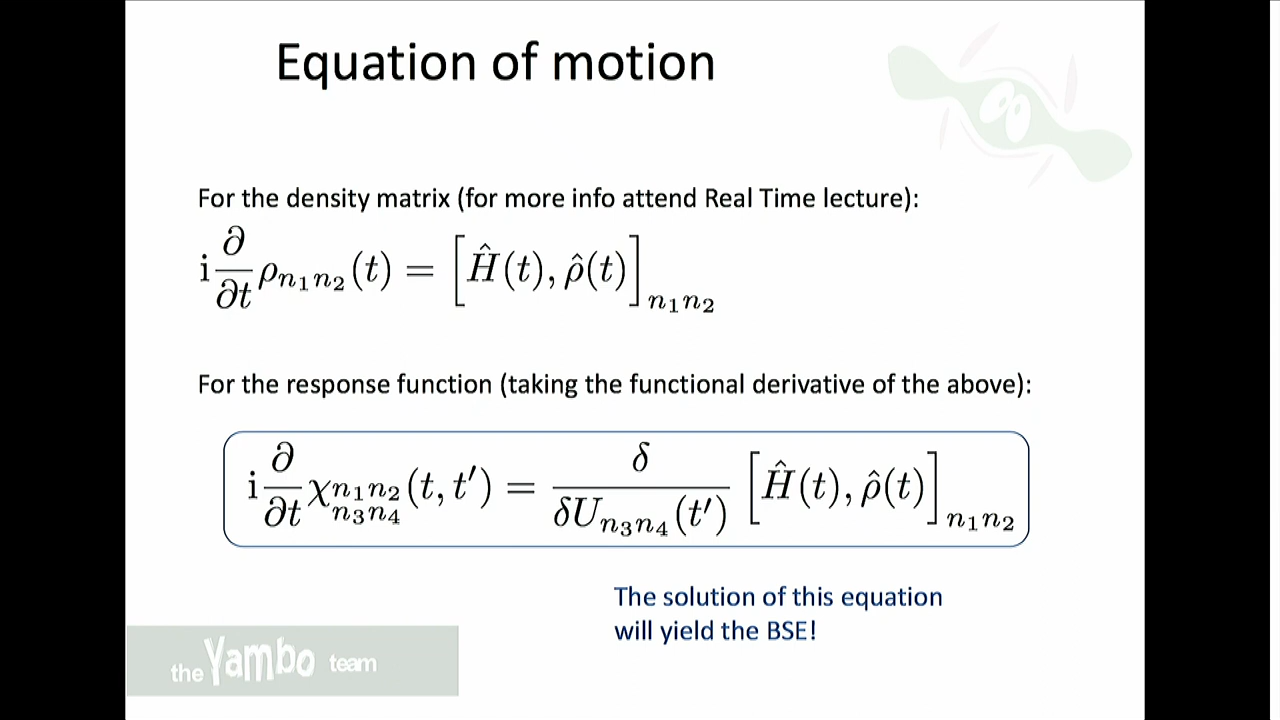 Equation of motion
For the density matrix (for more info attend Real Time lecture):
i ∂/∂t ρ_{n₁n₂}(t) = [Ĥ(t), ρ̂(t)]_{n₁n₂}
For the response function (taking the functional derivative of the above):
i ∂/∂t χ_{n₁n₂ n₃n₄}(t, t′) = δ/δU_{n₃n₄}(t′) [Ĥ(t), ρ̂(t)]_{n₁n₂}
The solution of this equation
will yield the BSE!
the Yambo team